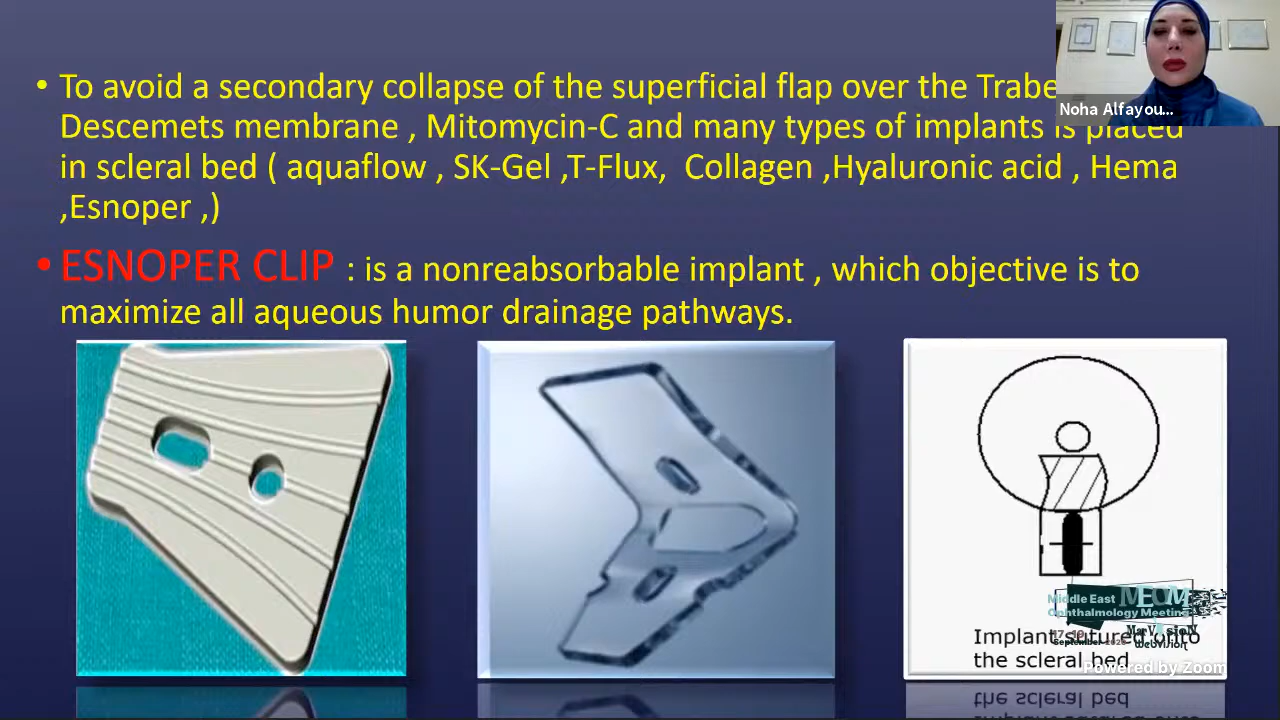 • To avoid a secondary collapse of the superficial flap over the Trabe
Descemets membrane , Mitomycin-C and many types of implants is placed
in scleral bed ( aquaflow , SK-Gel ,T-Flux, Collagen ,Hyaluronic acid , Hema
,Esnoper ,)
• ESNOPER CLIP : is a nonreabsorbable implant , which objective is to
maximize all aqueous humor drainage pathways.
Noha Alfayou...
Middle East
Ophthalmology Meeting
MEOM
September
Implant sutured onto
the scleral bed
Powered by Zoom